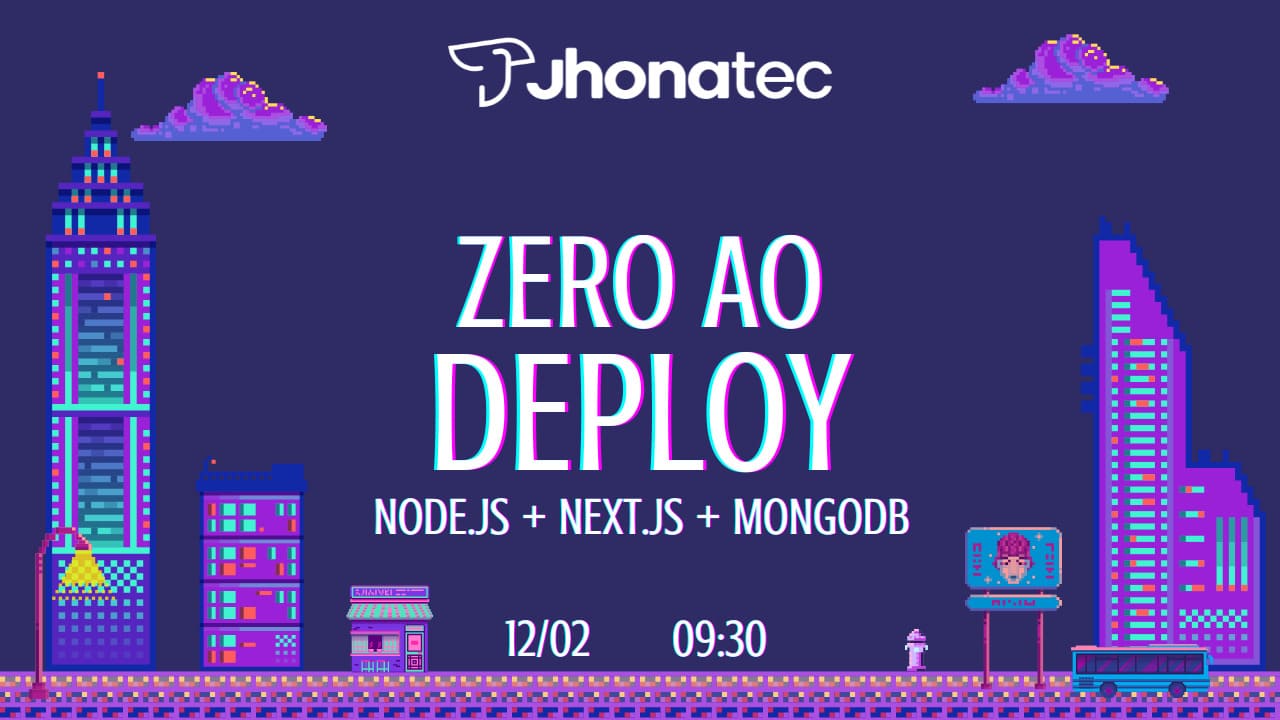 Jhonatec
ZERO AO
DEPLOY
NODE.JS + NEXT.JS + MONGODB
12/02 09:30